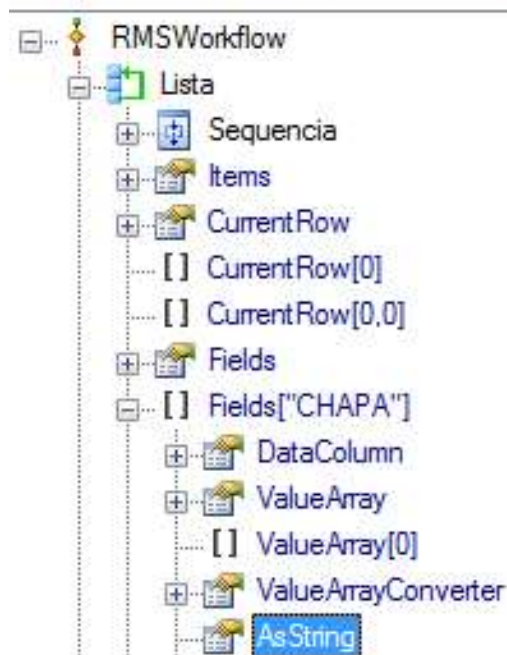 RMSWorkflow
Lista
Sequencia
Items
CurrentRow
[ ] CurrentRow[0]
[ ] CurrentRow[0,0]
Fields
[ ] Fields["CHAPA"]
DataColumn
ValueArray
[ ] ValueArray[0]
ValueArrayConverter
AsString